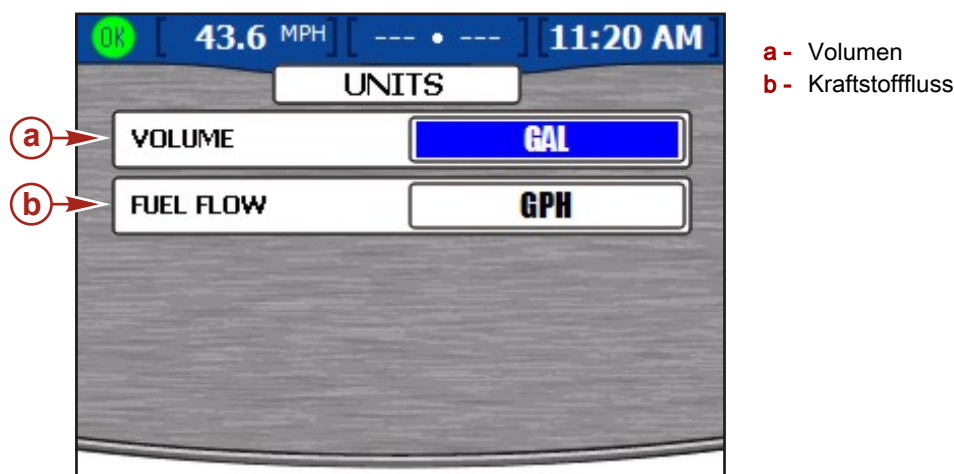 OK [ 43.6 MPH ] [ --- • --- ] [ 11:20 AM ]
UNITS
a VOLUME GAL
b FUEL FLOW GPH
a - Volumen
b - Kraftstofffluss